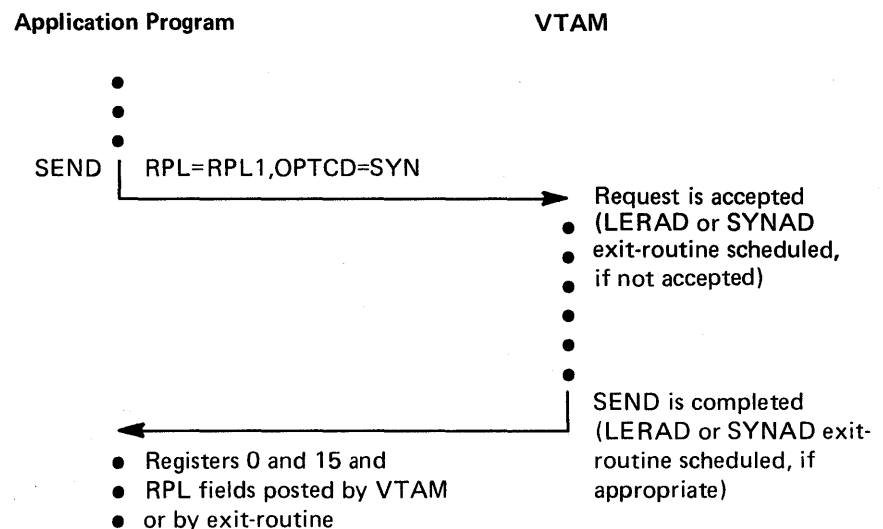 Application Program
VTAM
SEND RPL=RPL1,OPTCD=SYN
Request is accepted
(LERAD or SYNAD
exit-routine scheduled,
if not accepted)
SEND is completed
(LERAD or SYNAD exit-
routine scheduled, if
appropriate)
• Registers 0 and 15 and
• RPL fields posted by VTAM
• or by exit-routine